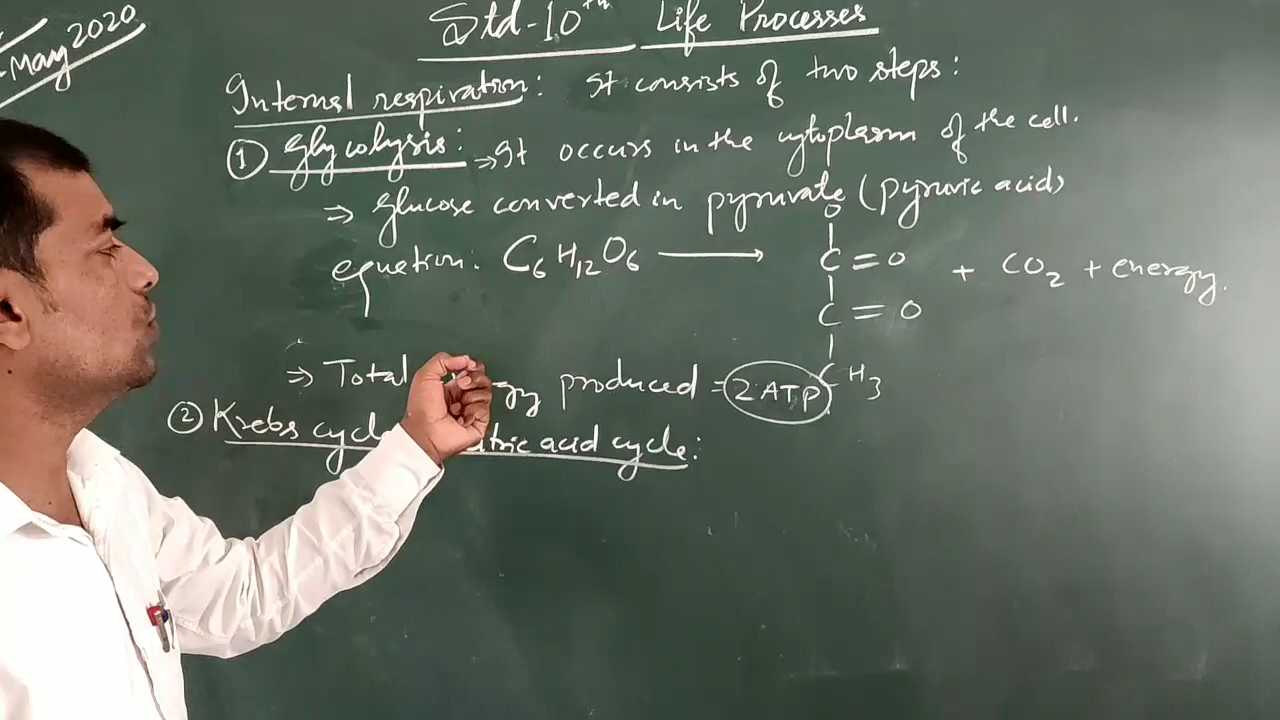 May 2020
Std-10th Life Processes
Internal respiration: It consists of two steps:
① Glycolysis: ⇒ It occurs in the cytoplasm of the cell.
⇒ Glucose converted in pyruvate (pyruvic acid)
equation: C6H12O6 ⟶ O
C=O + CO2 + energy.
C=O
CH3
⇒ Total produced = 2 ATP
② Krebs acid cycle: